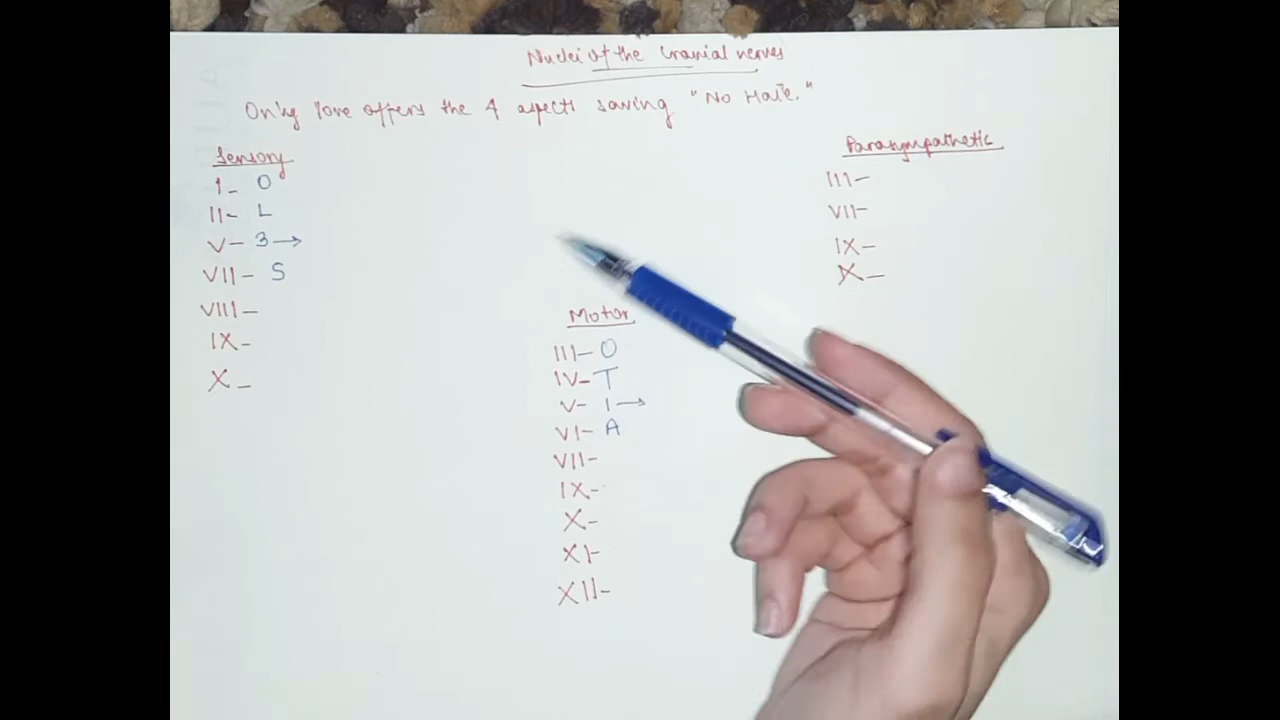 Nuclei of the Cranial nerves
Only love offers the 4 aspects saving "No Hate."
Sensory
I- O
II- L
V- 3→
VII- S
VIII-
IX-
X-
Motor
III- O
IV- T
V- 1→
VI- A
VII-
IX-
X-
XI-
XII-
Parasympathetic
III-
VII-
IX-
X-